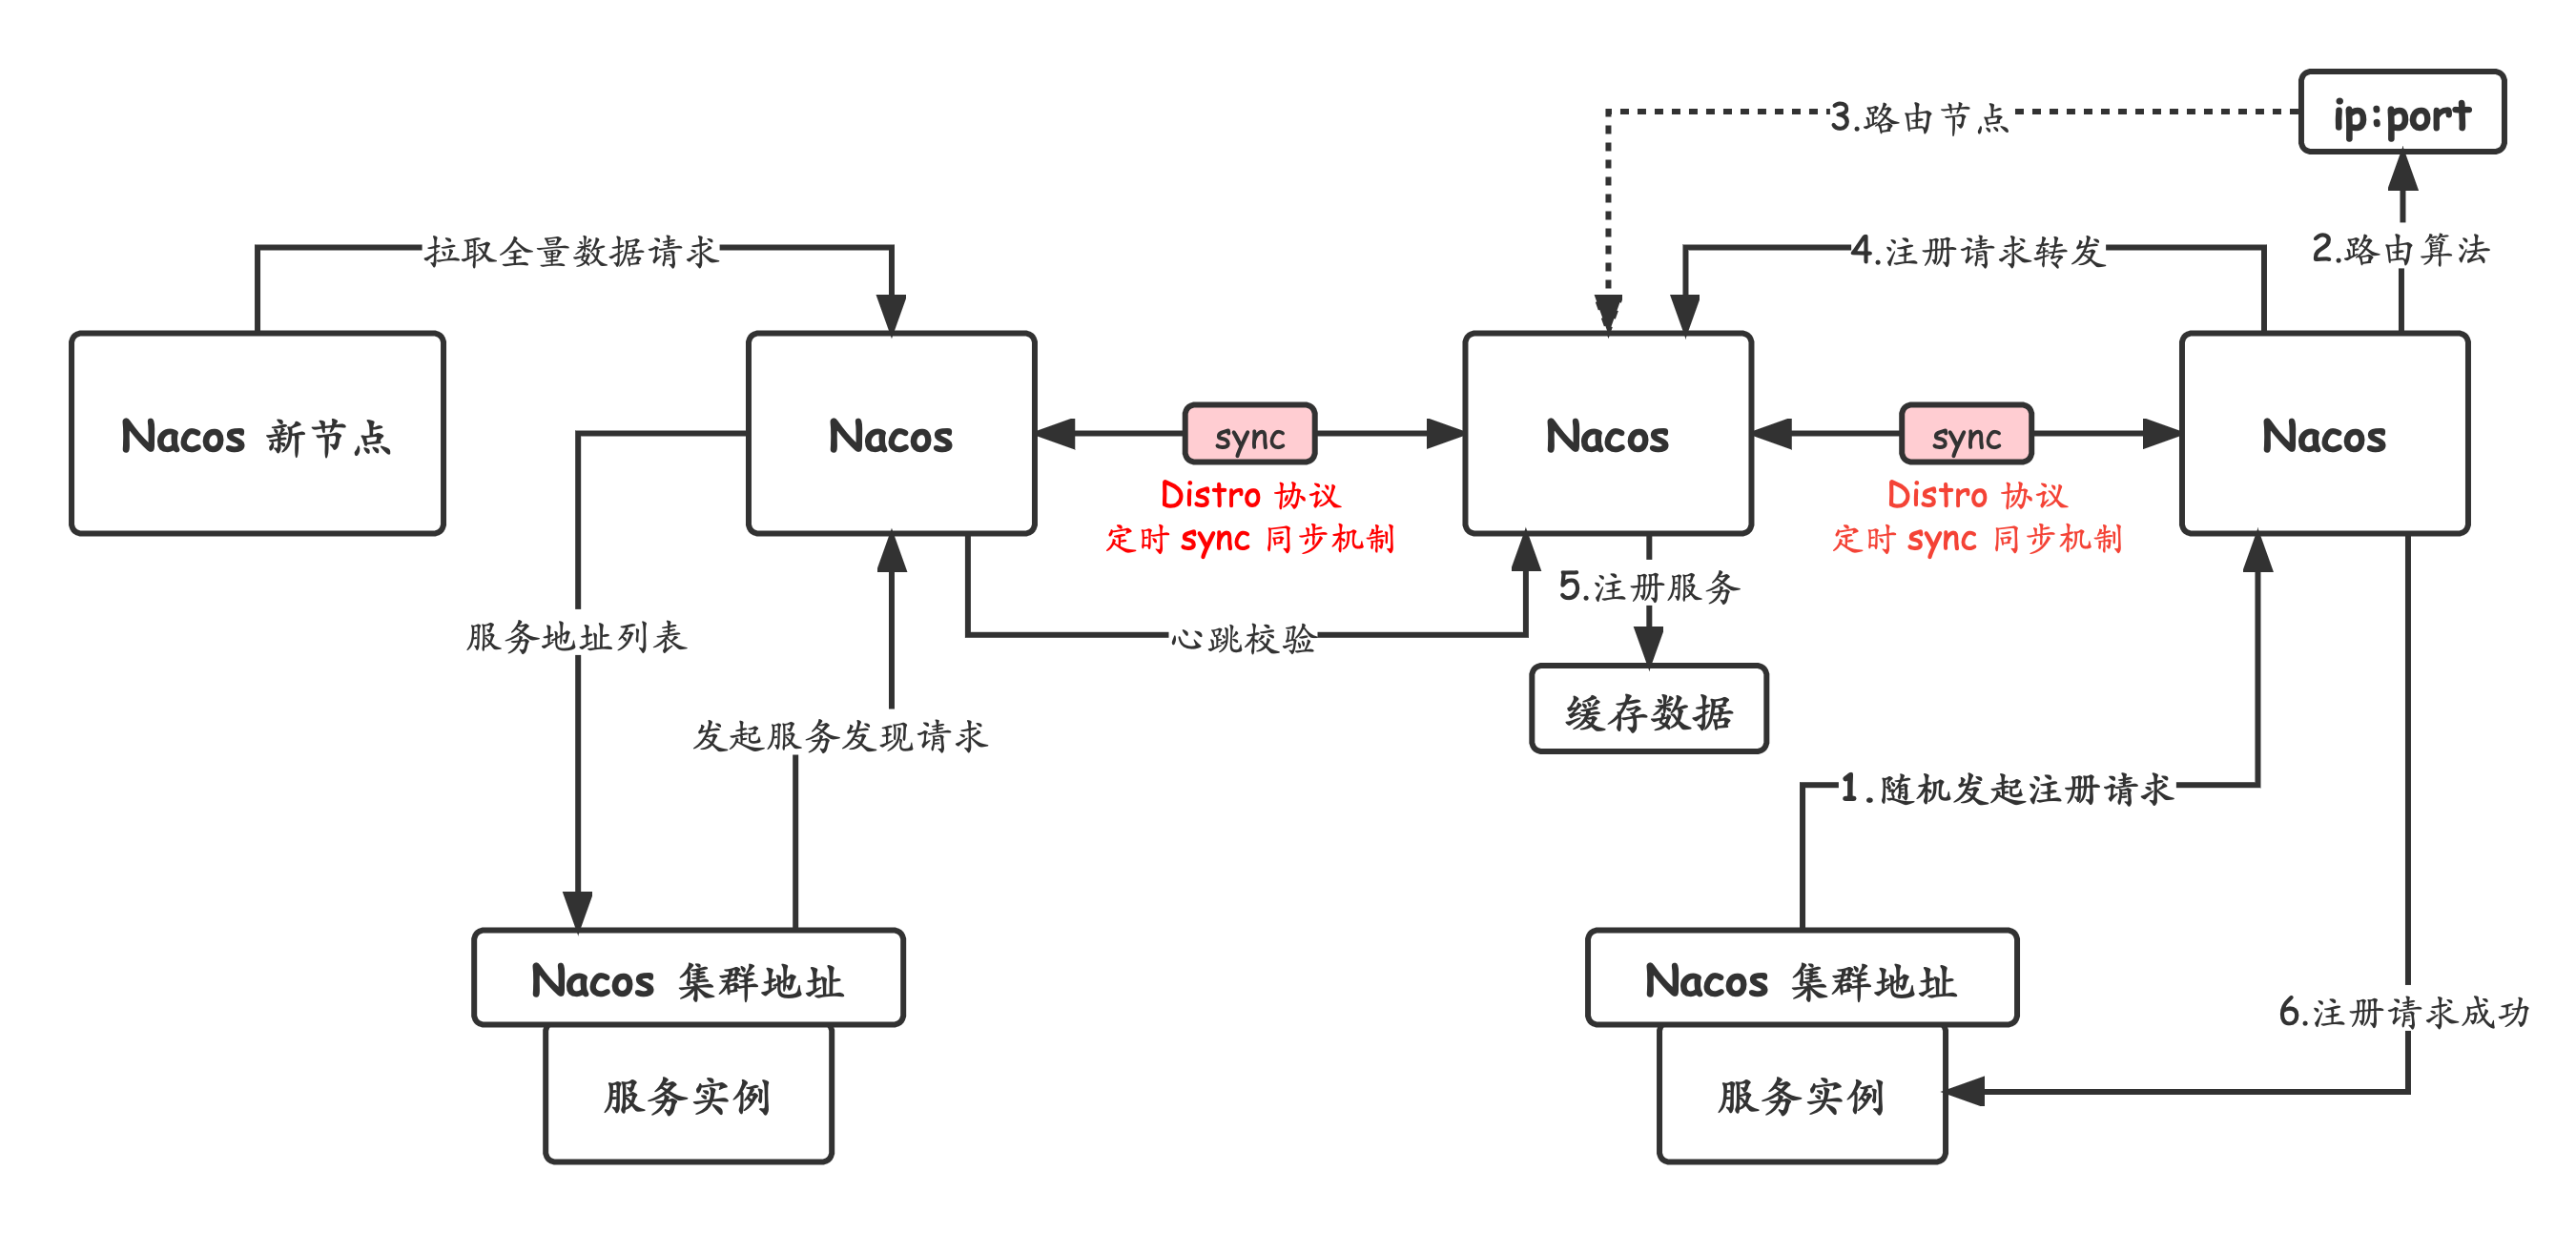 ip:port
3.路由节点
拉取全量数据请求
4.注册请求转发
2.路由算法
Nacos 新节点
Nacos
sync
Nacos
sync
Nacos
Distro 协议
定时 sync 同步机制
Distro 协议
定时 sync 同步机制
5.注册服务
服务地址列表
心跳校验
缓存数据
发起服务发现请求
1.随机发起注册请求
Nacos 集群地址
Nacos 集群地址
6.注册请求成功
服务实例
服务实例